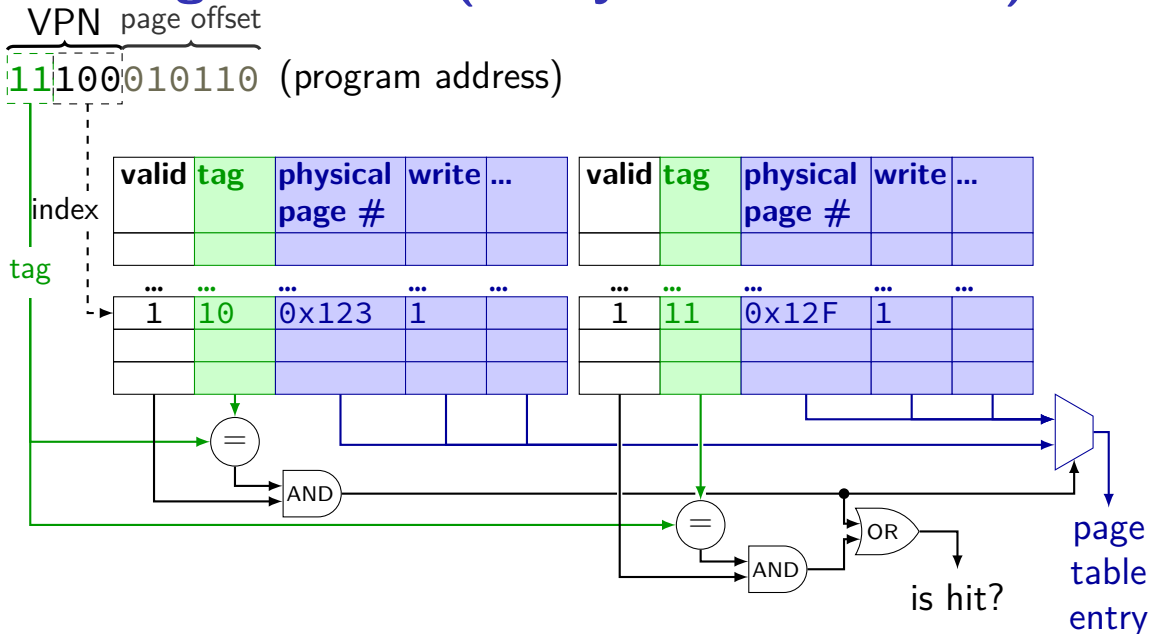 VPN page offset
11100010110 (program address)
valid tag physical page # write ... valid tag physical page # write ...
index
tag
... ... ... ... ... ... ... ... ... ...
1 10 0x123 1 1 11 0x12F 1
=
AND
=
OR
AND
is hit?
page
table
entry